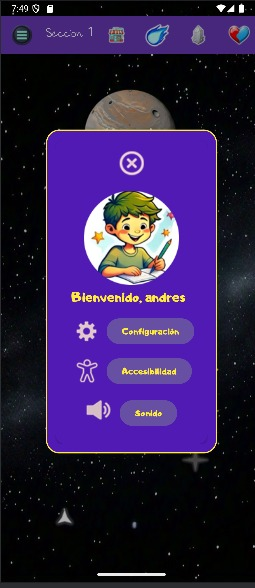 7:49
Sección 1
Bienvenido, andres
Configuración
Accesibilidad
Sonido